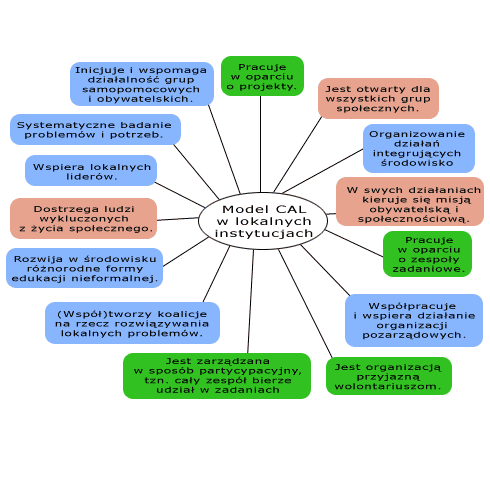 Inicjuje i wspomaga
działalność grup
samopomocowych
i obywatelskich.
Pracuje
w oparciu
o projekty.
Jest otwarty dla
wszystkich grup
społecznych.
Systematyczne badanie
problemów i potrzeb.
Organizowanie
działań
integrujących
środowisko
Wspiera lokalnych
liderów.
W swych działaniach
kieruje się misją
obywatelską i
społecznościową.
Dostrzega ludzi
wykluczonych
z życia społecznego.
Model CAL
w lokalnych
instytucjach
Pracuje
w oparciu
o zespoły
zadaniowe.
Rozwija w środowisku
różnorodne formy
edukacji nieformalnej.
(Współ)tworzy koalicje
na rzecz rozwiązywania
lokalnych problemów.
Współpracuje
i wspiera działanie
organizacji
pozarządowych.
Jest zarządzana
w sposób partycypacyjny,
tzn. cały zespół bierze
udział w zadaniach
Jest organizacją
przyjazną
wolontariuszom.